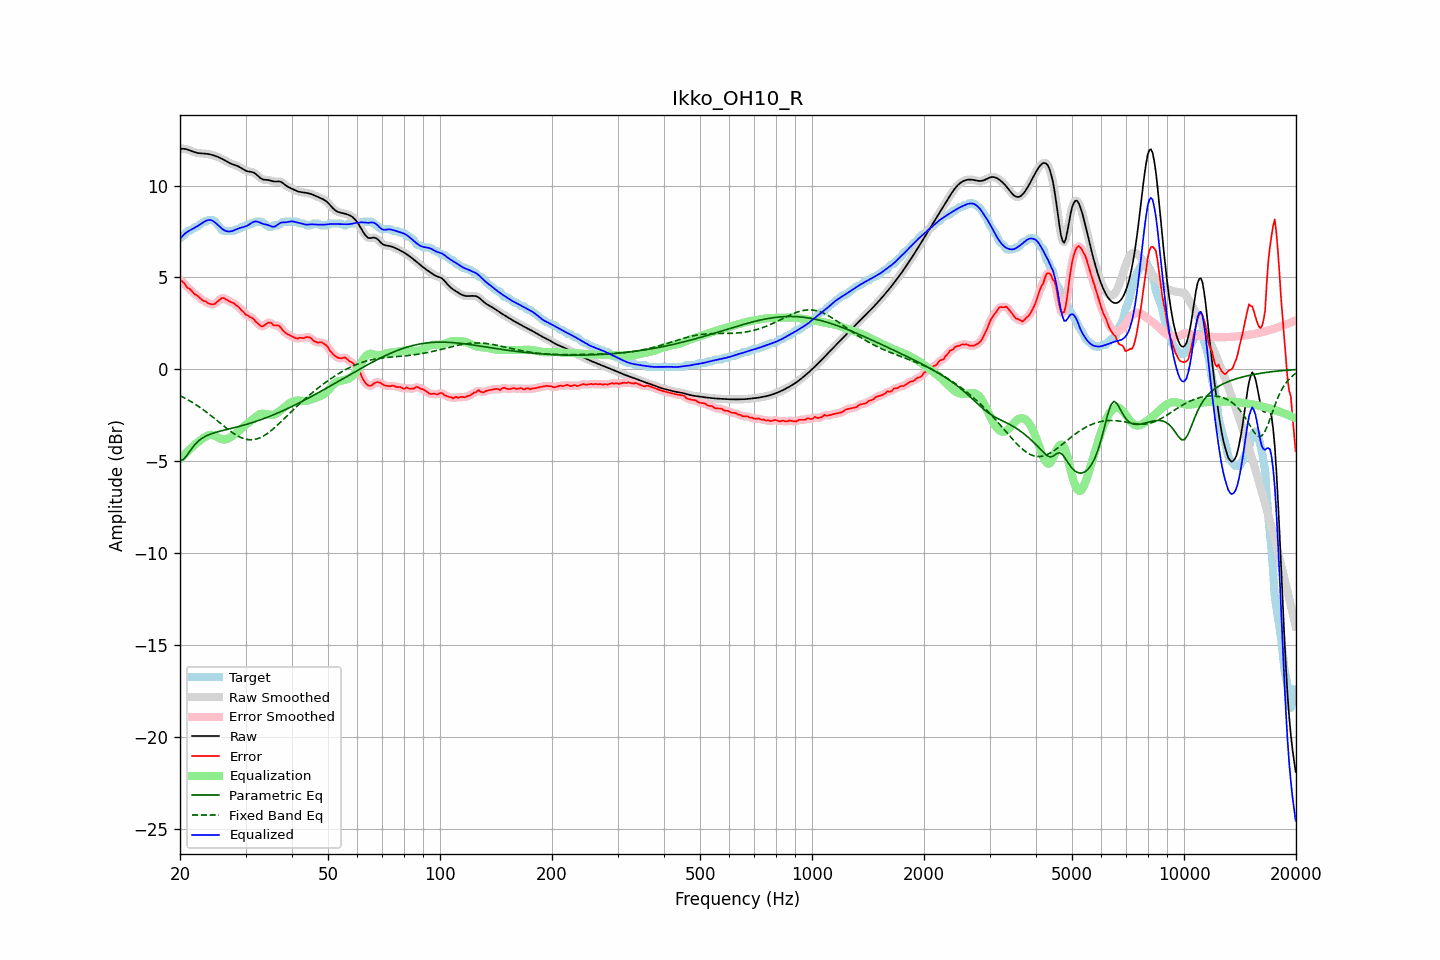 Ikko_OH10_R
Amplitude (dBr)
10
5
0
−5
−10
−15
−20
−25
Target
Raw Smoothed
Error Smoothed
Raw
Error
Equalization
Parametric Eq
Fixed Band Eq
Equalized
20 50 100 200 500 1000 2000 5000 10000 20000
Frequency (Hz)